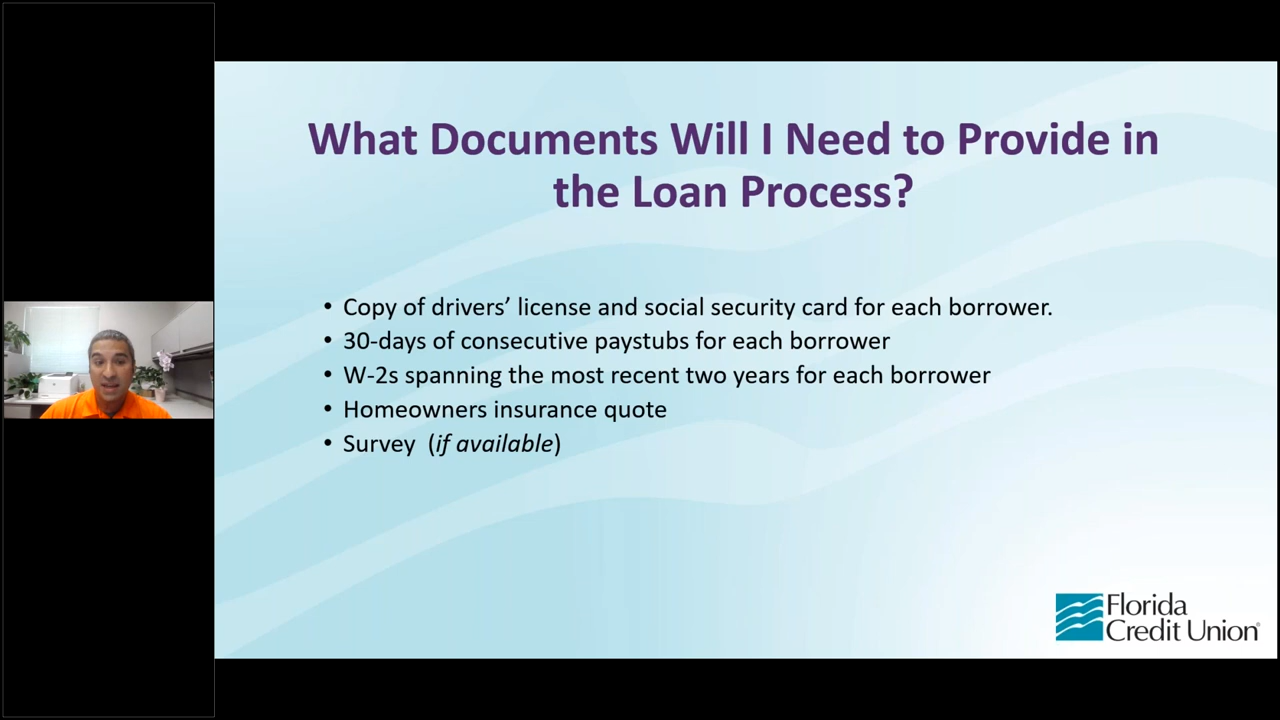 What Documents Will I Need to Provide in
the Loan Process?
• Copy of drivers’ license and social security card for each borrower.
• 30-days of consecutive paystubs for each borrower
• W-2s spanning the most recent two years for each borrower
• Homeowners insurance quote
• Survey (if available)
Florida
Credit Union®